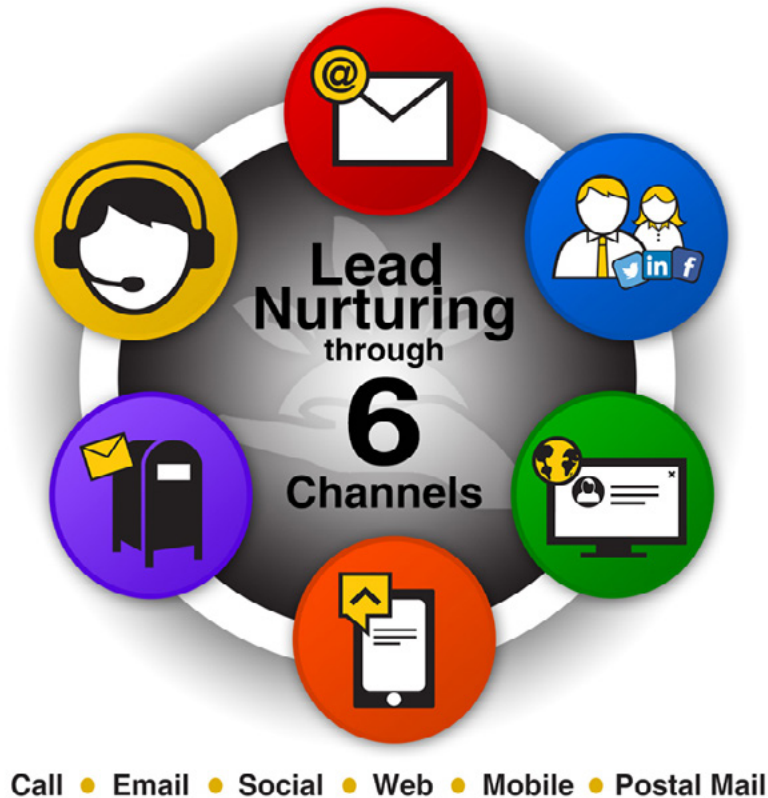 @
Lead
Nurturing
through
6
Channels
in f
Call • Email • Social • Web • Mobile • Postal Mail